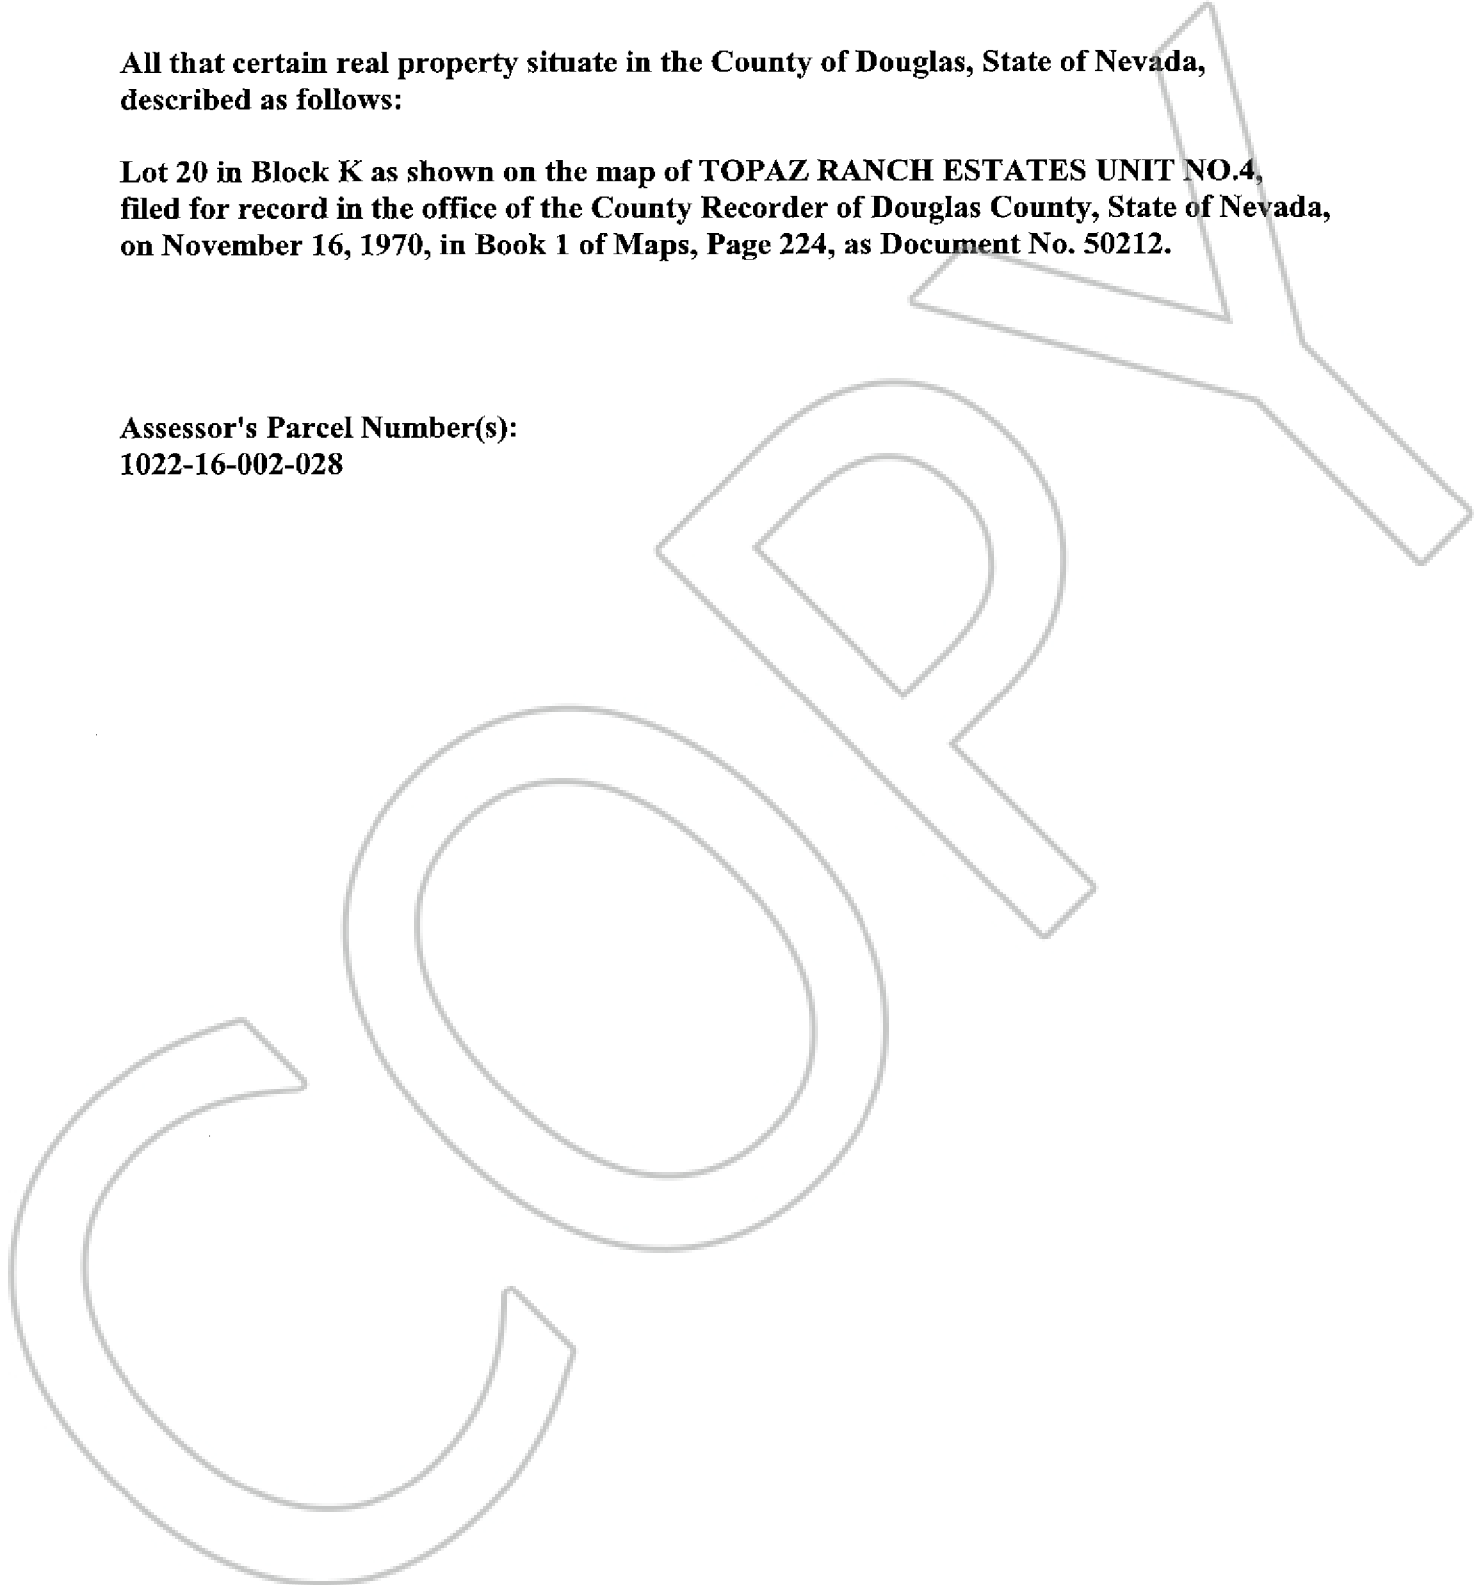 All that certain real property situate in the County of Douglas, State of Nevada,
described as follows:
Lot 20 in Block K as shown on the map of TOPAZ RANCH ESTATES UNIT NO.4,
filed for record in the office of the County Recorder of Douglas County, State of Nevada,
on November 16, 1970, in Book 1 of Maps, Page 224, as Document No. 50212.
Assessor's Parcel Number(s):
1022-16-002-028
COPY